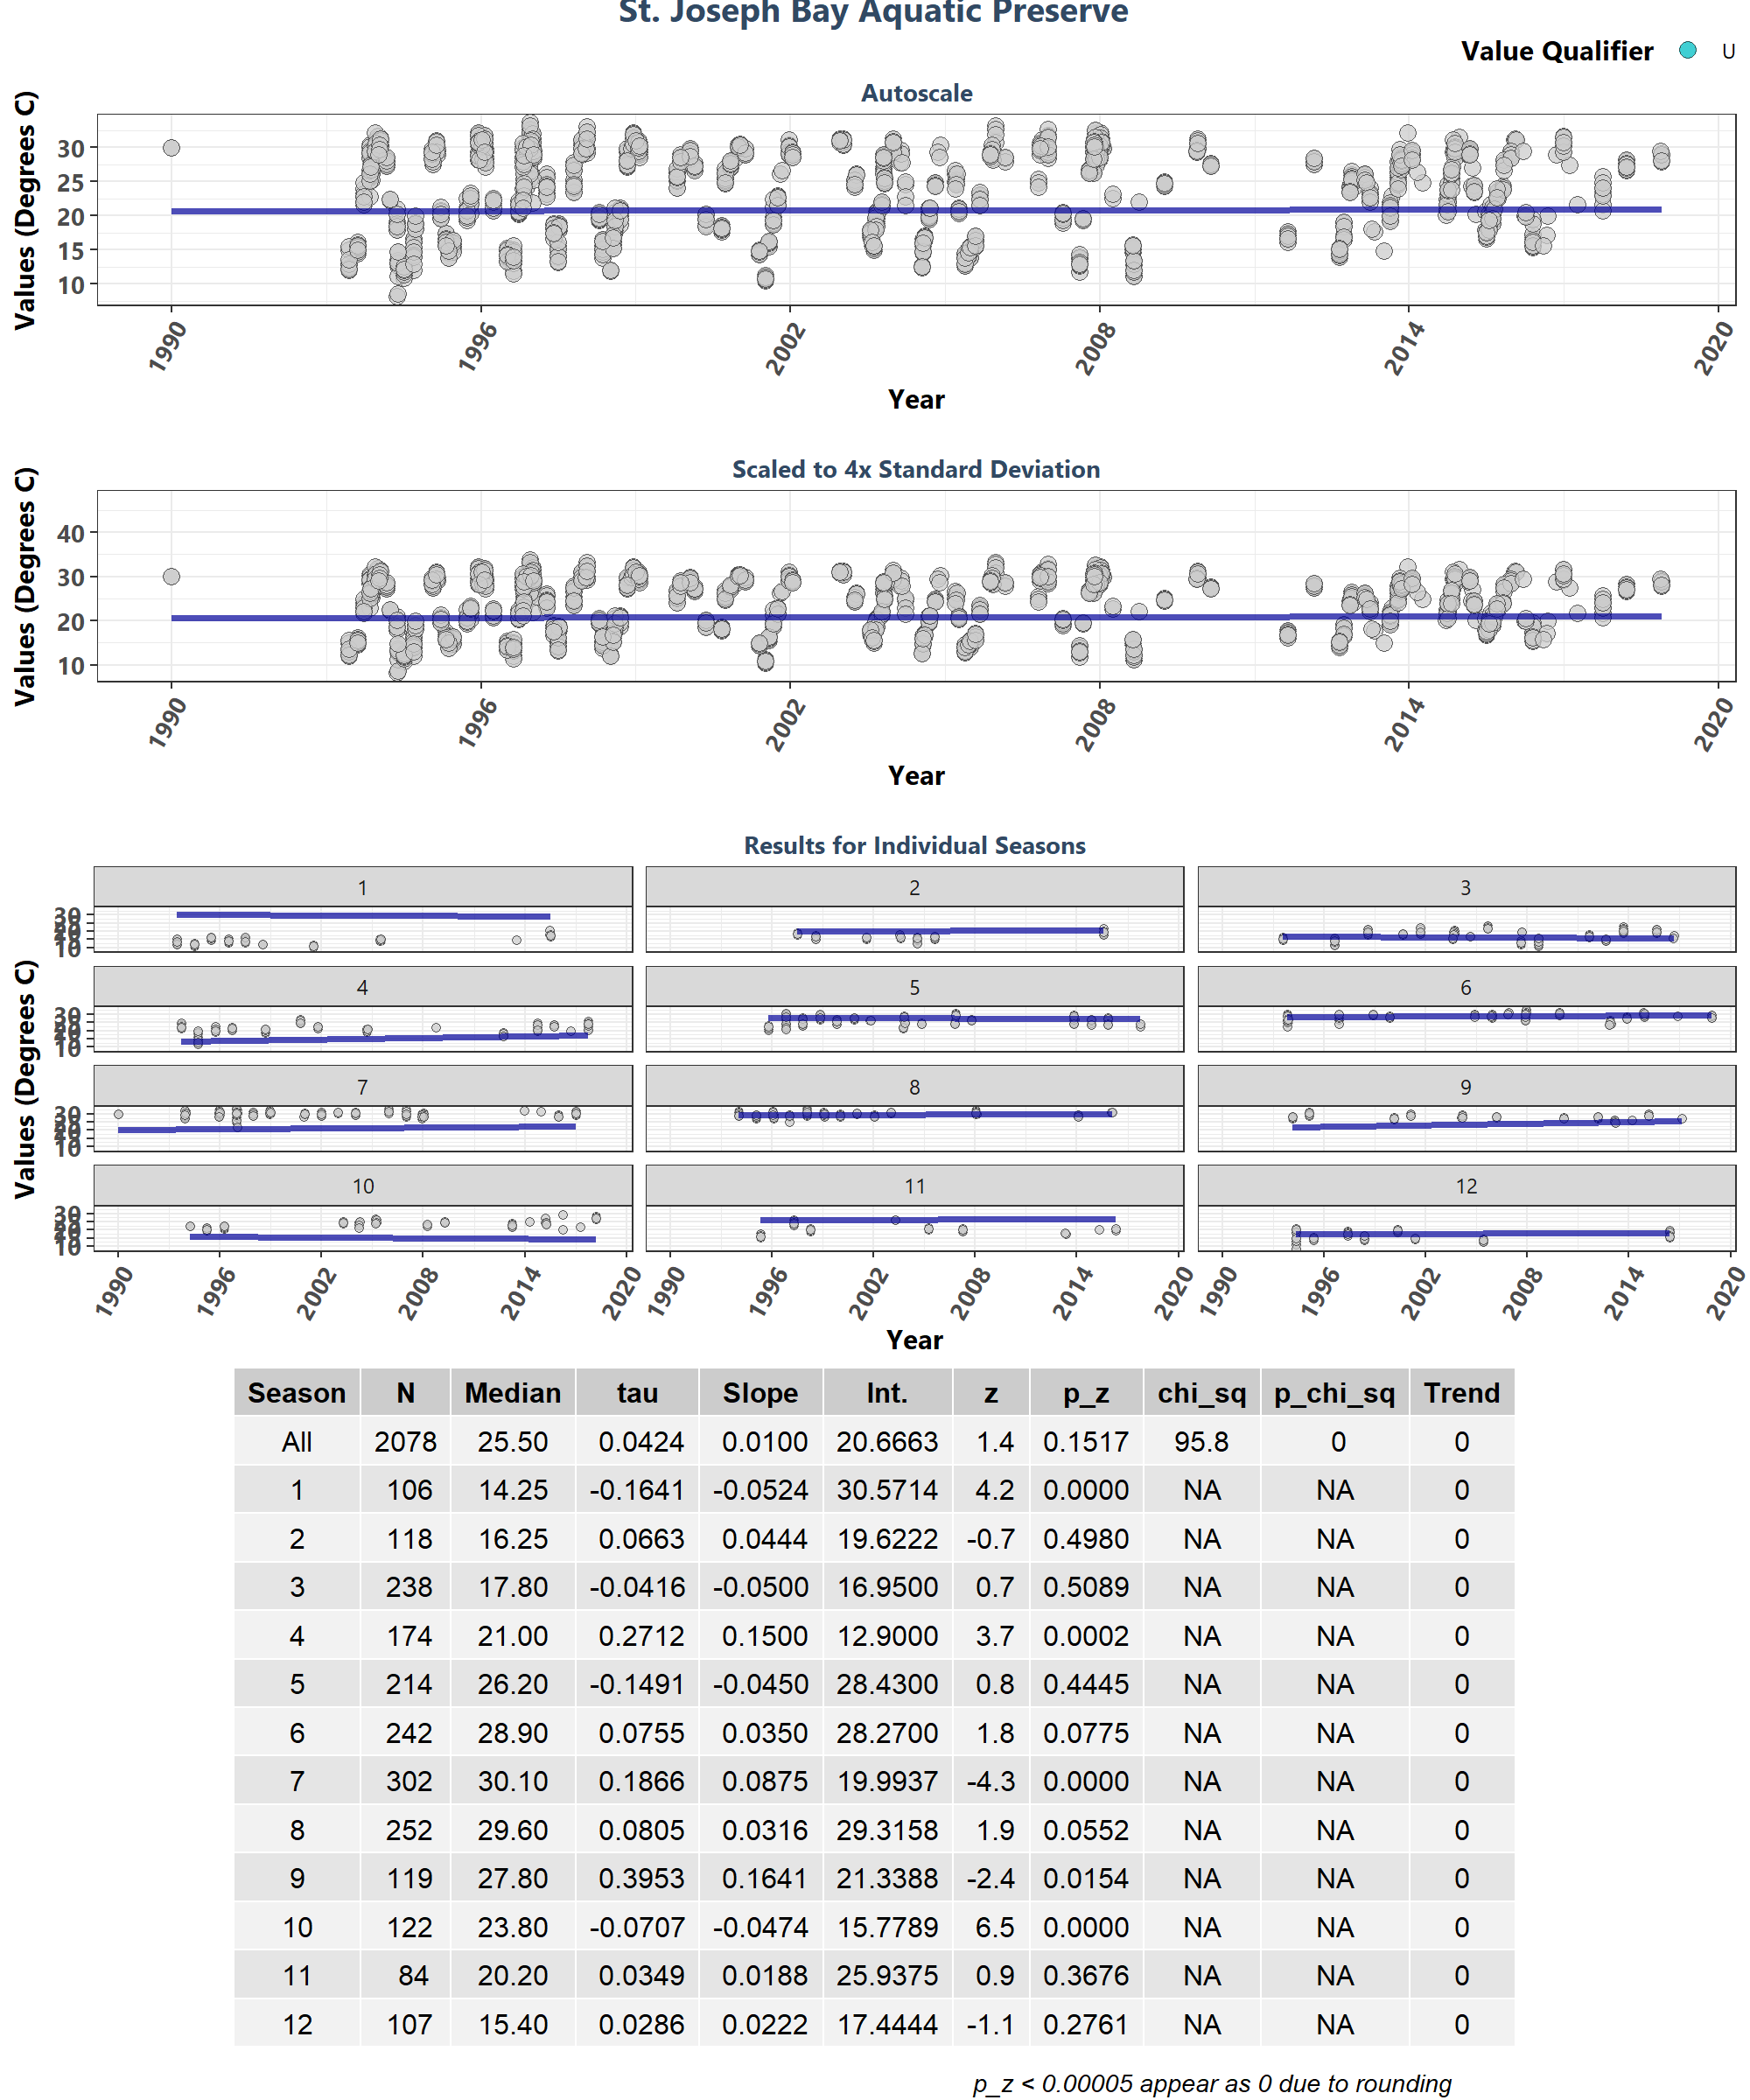 St. Joseph Bay Aquatic Preserve
Value Qualifier U
Autoscale
Values (Degrees C)
30
25
20
15
10
1990 1996 2002 2008 2014 2020
Year
Scaled to 4x Standard Deviation
Values (Degrees C)
40
30
20
10
1990 1996 2002 2008 2014 2020
Year
Results for Individual Seasons
Values (Degrees C)
1 2 3
30
10
4 5 6
30
10
7 8 9
30
10
10 11 12
30
10
1990 1996 2002 2008 2014 2020 1990 1996 2002 2008 2014 2020 1990 1996 2002 2008 2014 2020
Year
Season N Median tau Slope Int. z p_z chi_sq p_chi_sq Trend
All 2078 25.50 0.0424 0.0100 20.6663 1.4 0.1517 95.8 0 0
1 106 14.25 -0.1641 -0.0524 30.5714 4.2 0.0000 NA NA 0
2 118 16.25 0.0663 0.0444 19.6222 -0.7 0.4980 NA NA 0
3 238 17.80 -0.0416 -0.0500 16.9500 0.7 0.5089 NA NA 0
4 174 21.00 0.2712 0.1500 12.9000 3.7 0.0002 NA NA 0
5 214 26.20 -0.1491 -0.0450 28.4300 0.8 0.4445 NA NA 0
6 242 28.90 0.0755 0.0350 28.2700 1.8 0.0775 NA NA 0
7 302 30.10 0.1866 0.0875 19.9937 -4.3 0.0000 NA NA 0
8 252 29.60 0.0805 0.0316 29.3158 1.9 0.0552 NA NA 0
9 119 27.80 0.3953 0.1641 21.3388 -2.4 0.0154 NA NA 0
10 122 23.80 -0.0707 -0.0474 15.7789 6.5 0.0000 NA NA 0
11 84 20.20 0.0349 0.0188 25.9375 0.9 0.3676 NA NA 0
12 107 15.40 0.0286 0.0222 17.4444 -1.1 0.2761 NA NA 0
p_z < 0.00005 appear as 0 due to rounding